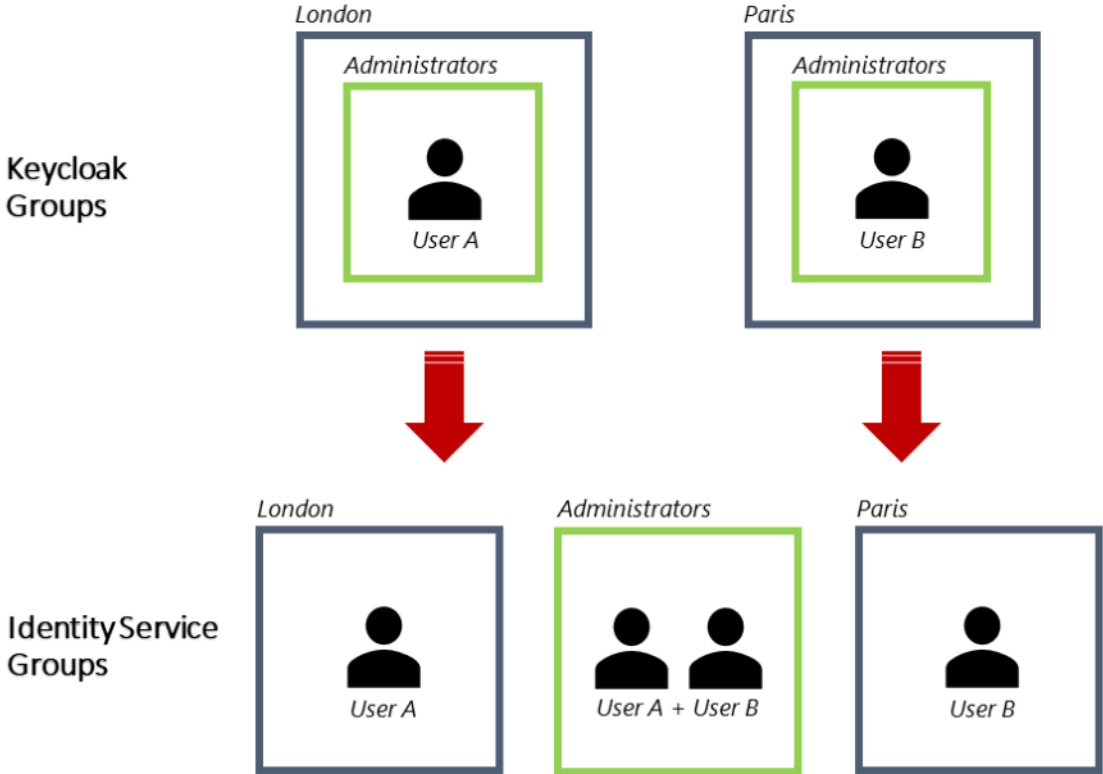 London
Paris
Administrators
Administrators
Keycloak
Groups
User A
User B
London
Administrators
Paris
Identity Service
Groups
User A
User A + User B
User B